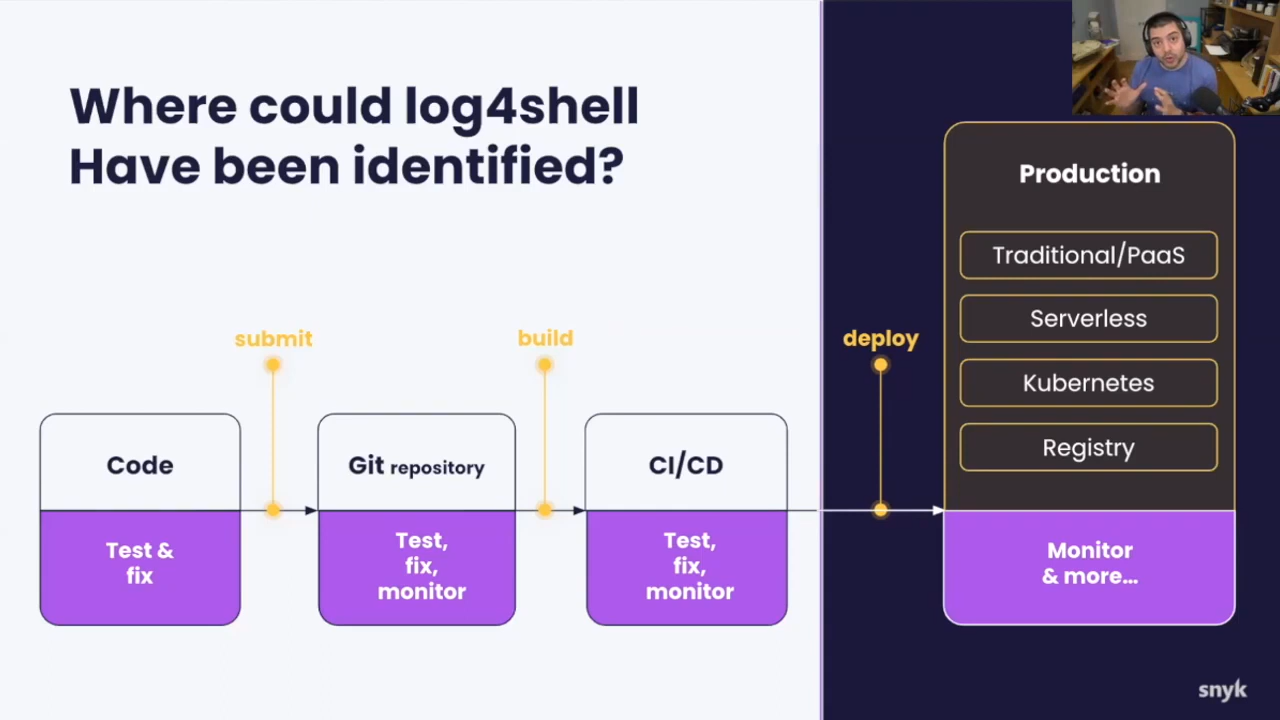 Where could log4shell
Have been identified?
submit
build
deploy
Code
Test &
fix
Git repository
Test,
fix,
monitor
CI/CD
Test,
fix,
monitor
Production
Traditional/PaaS
Serverless
Kubernetes
Registry
Monitor
& more...
snyk